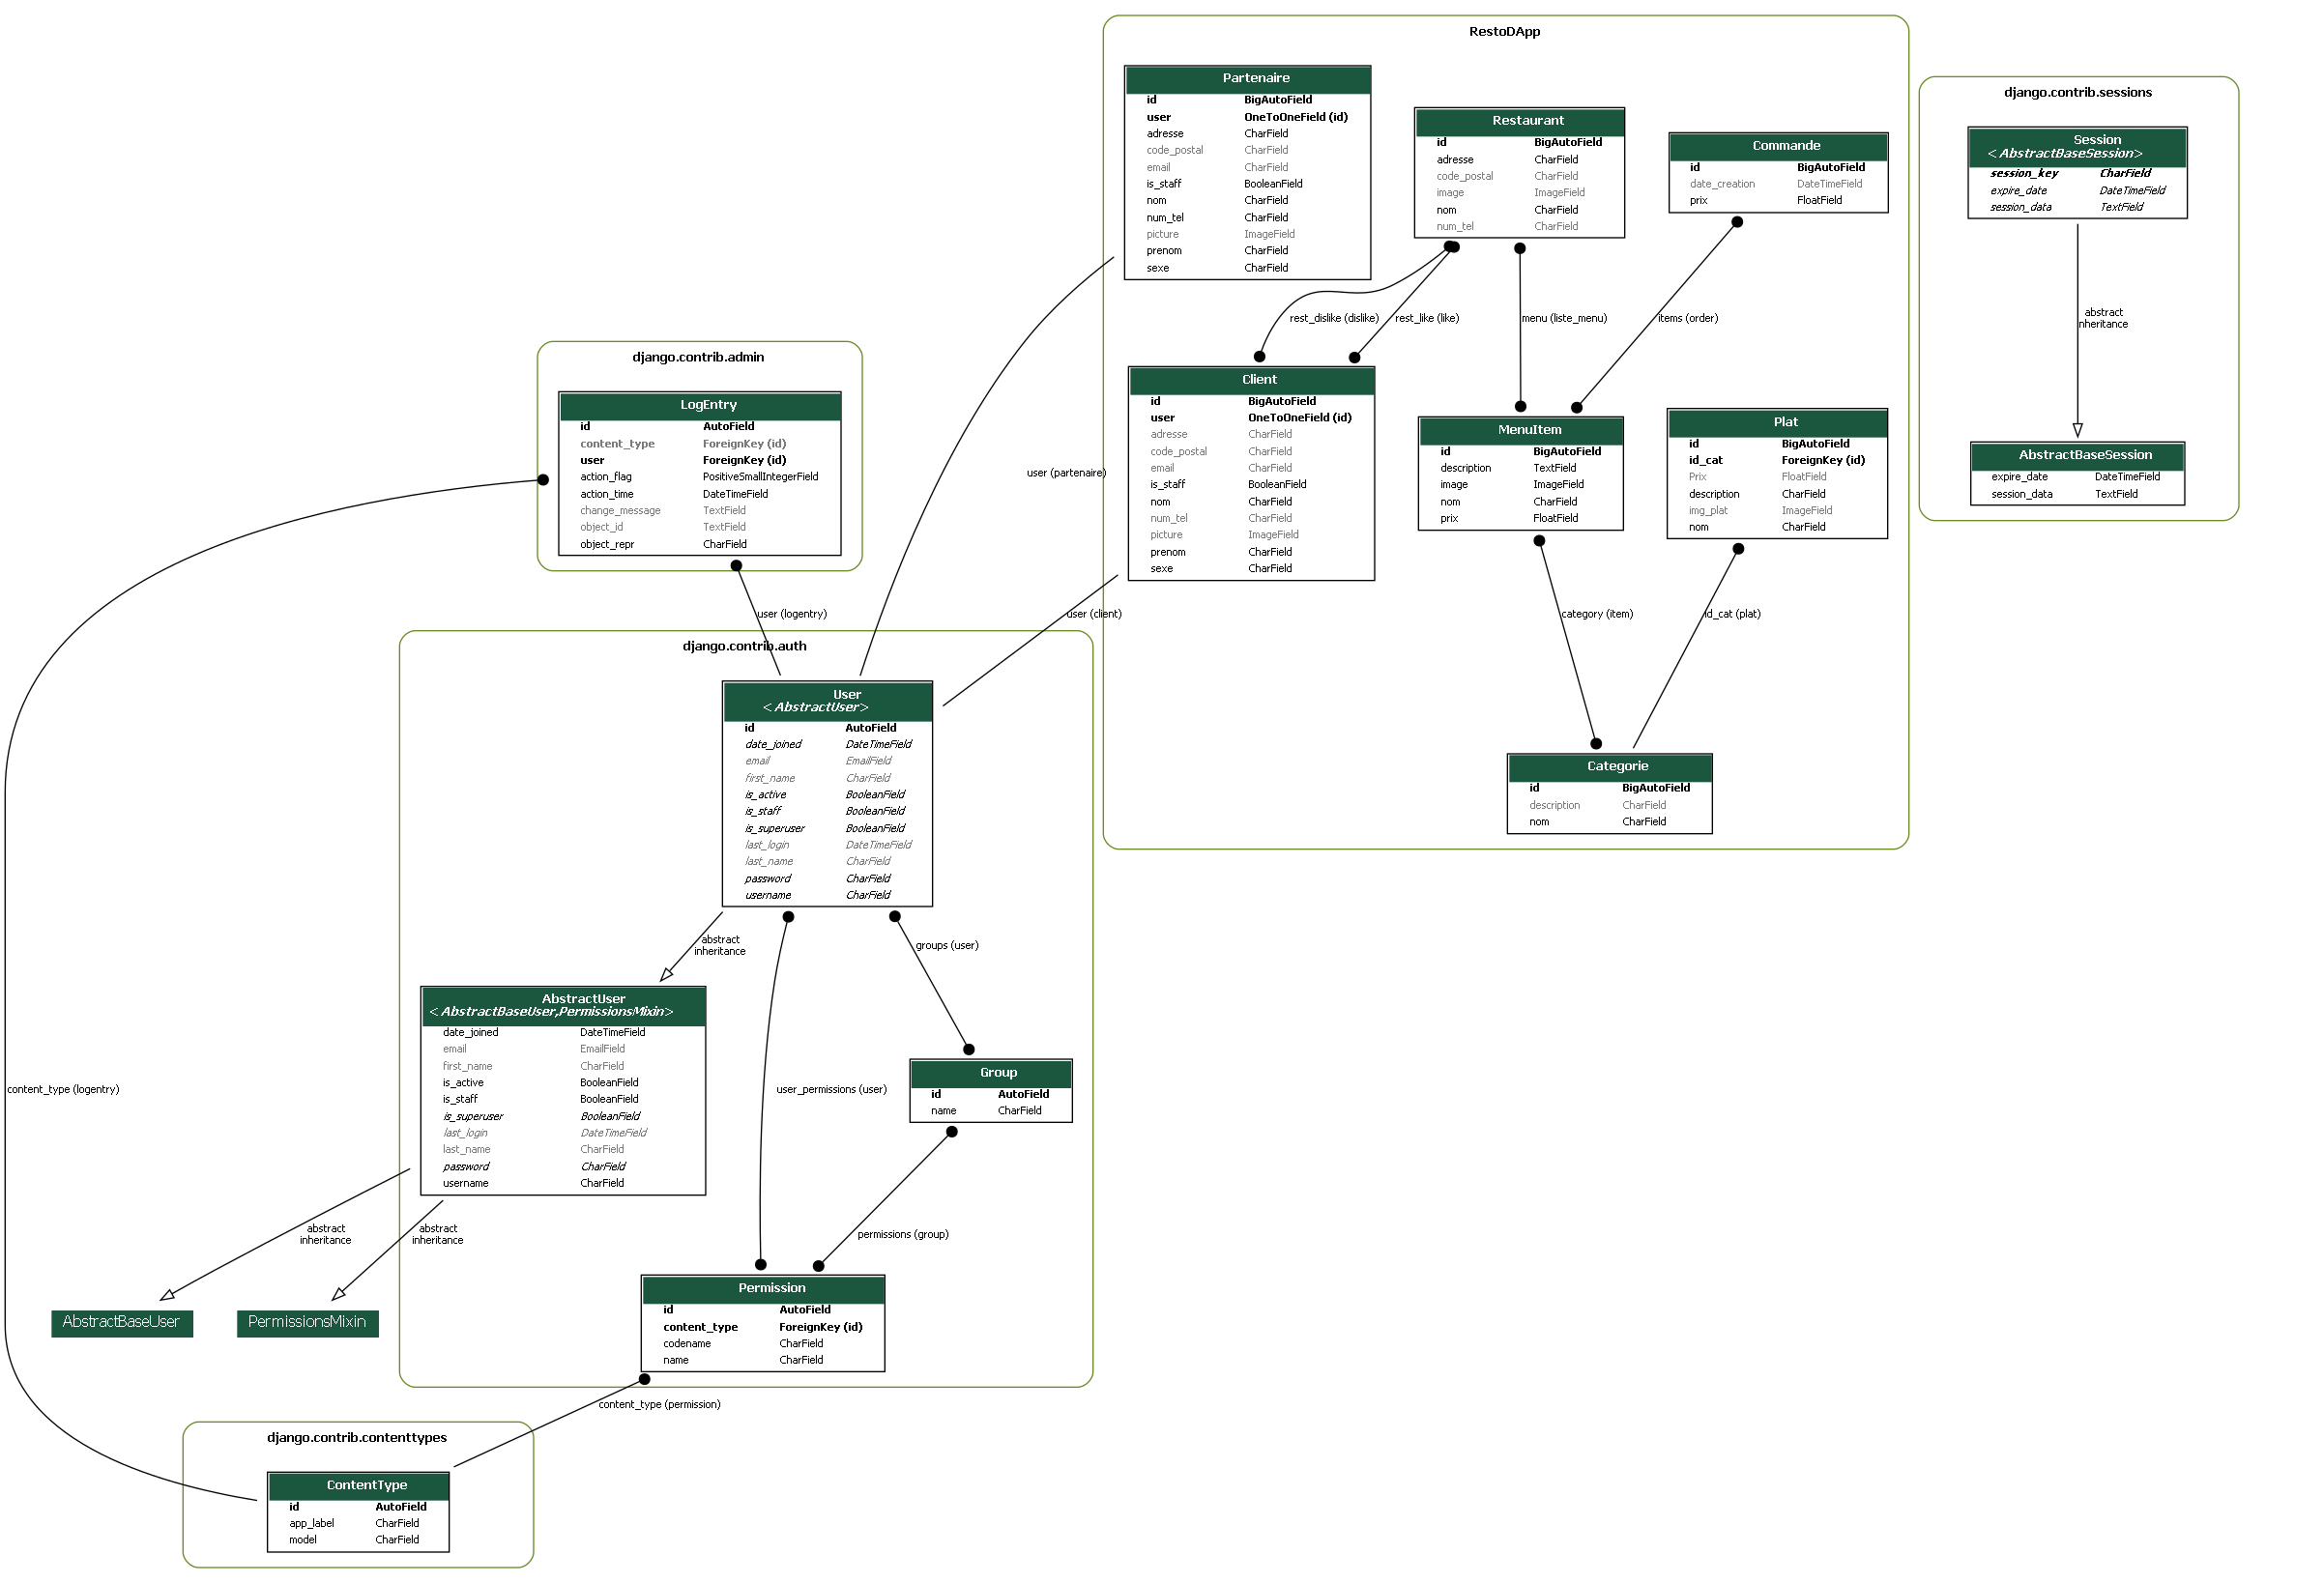 RestoDApp
Partenaire
id BigAutoField
user OneToOneField (id)
adresse CharField
code_postal CharField
email CharField
is_staff BooleanField
nom CharField
num_tel CharField
picture ImageField
prenom CharField
sexe CharField
Restaurant
id BigAutoField
adresse CharField
code_postal CharField
image ImageField
nom CharField
num_tel CharField
Commande
id BigAutoField
date_creation DateTimeField
prix FloatField
django.contrib.sessions
Session
<AbstractBaseSession>
session_key CharField
expire_date DateTimeField
session_data TextField
rest_dislike (dislike)
rest_like (like)
menu (liste_menu)
items (order)
abstract
inheritance
django.contrib.admin
LogEntry
id AutoField
content_type ForeignKey (id)
user ForeignKey (id)
action_flag PositiveSmallIntegerField
action_time DateTimeField
change_message TextField
object_id TextField
object_repr CharField
user (partenaire)
Client
id BigAutoField
user OneToOneField (id)
adresse CharField
code_postal CharField
email CharField
is_staff BooleanField
nom CharField
num_tel CharField
picture ImageField
prenom CharField
sexe CharField
MenuItem
id BigAutoField
description TextField
image ImageField
nom CharField
prix FloatField
Plat
id BigAutoField
id_cat ForeignKey (id)
Prix FloatField
description CharField
img_plat ImageField
nom CharField
AbstractBaseSession
expire_date DateTimeField
session_data TextField
user (logentry)
user (client)
category (item)
id_cat (plat)
django.contrib.auth
User
<AbstractUser>
id AutoField
date_joined DateTimeField
email EmailField
first_name CharField
is_active BooleanField
is_staff BooleanField
is_superuser BooleanField
last_login DateTimeField
last_name CharField
password CharField
username CharField
Categorie
id BigAutoField
description CharField
nom CharField
abstract
inheritance
groups (user)
AbstractUser
<AbstractBaseUser,PermissionsMixin>
date_joined DateTimeField
email EmailField
first_name CharField
is_active BooleanField
is_staff BooleanField
is_superuser BooleanField
last_login DateTimeField
last_name CharField
password CharField
username CharField
content_type (logentry)
user_permissions (user)
Group
id AutoField
name CharField
abstract
inheritance
abstract
inheritance
permissions (group)
AbstractBaseUser
PermissionsMixin
Permission
id AutoField
content_type ForeignKey (id)
codename CharField
name CharField
content_type (permission)
django.contrib.contenttypes
ContentType
id AutoField
app_label CharField
model CharField